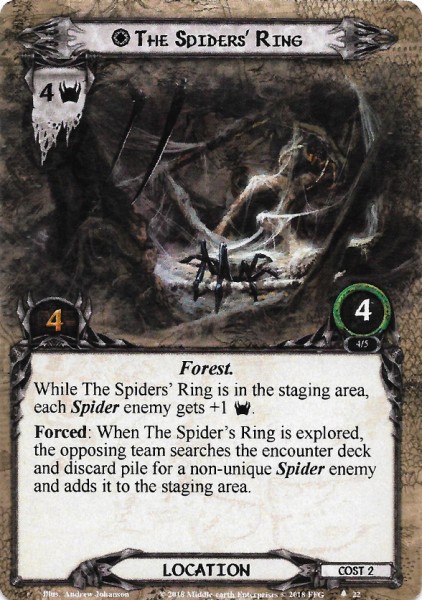 The Spiders' Ring
4
4
4
4/5
Forest.
While The Spiders' Ring is in the staging area,
each Spider enemy gets +1 .
Forced: When The Spider's Ring is explored,
the opposing team searches the encounter deck
and discard pile for a non-unique Spider enemy
and adds it to the staging area.
LOCATION
COST 2
Illus. Andrew Johanson
© 2018 Middle-earth Enterprises © 2018 FFG
22